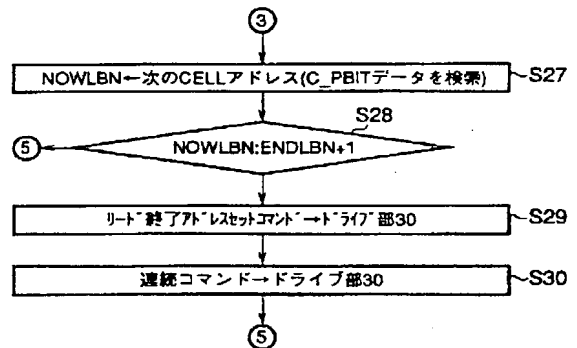 ③
NOWLBN←次のCELLアドレス(C_PBITデータを検索)
S27
S28
⑤
NOWLBN:ENDLBN+1
ﾘｰﾄﾞ終了ｱﾄﾞﾚｽｾｯﾄｺﾏﾝﾄﾞ→ﾄﾞﾗｲﾌﾞ部30
S29
連続コマンド→ドライブ部30
S30
⑤